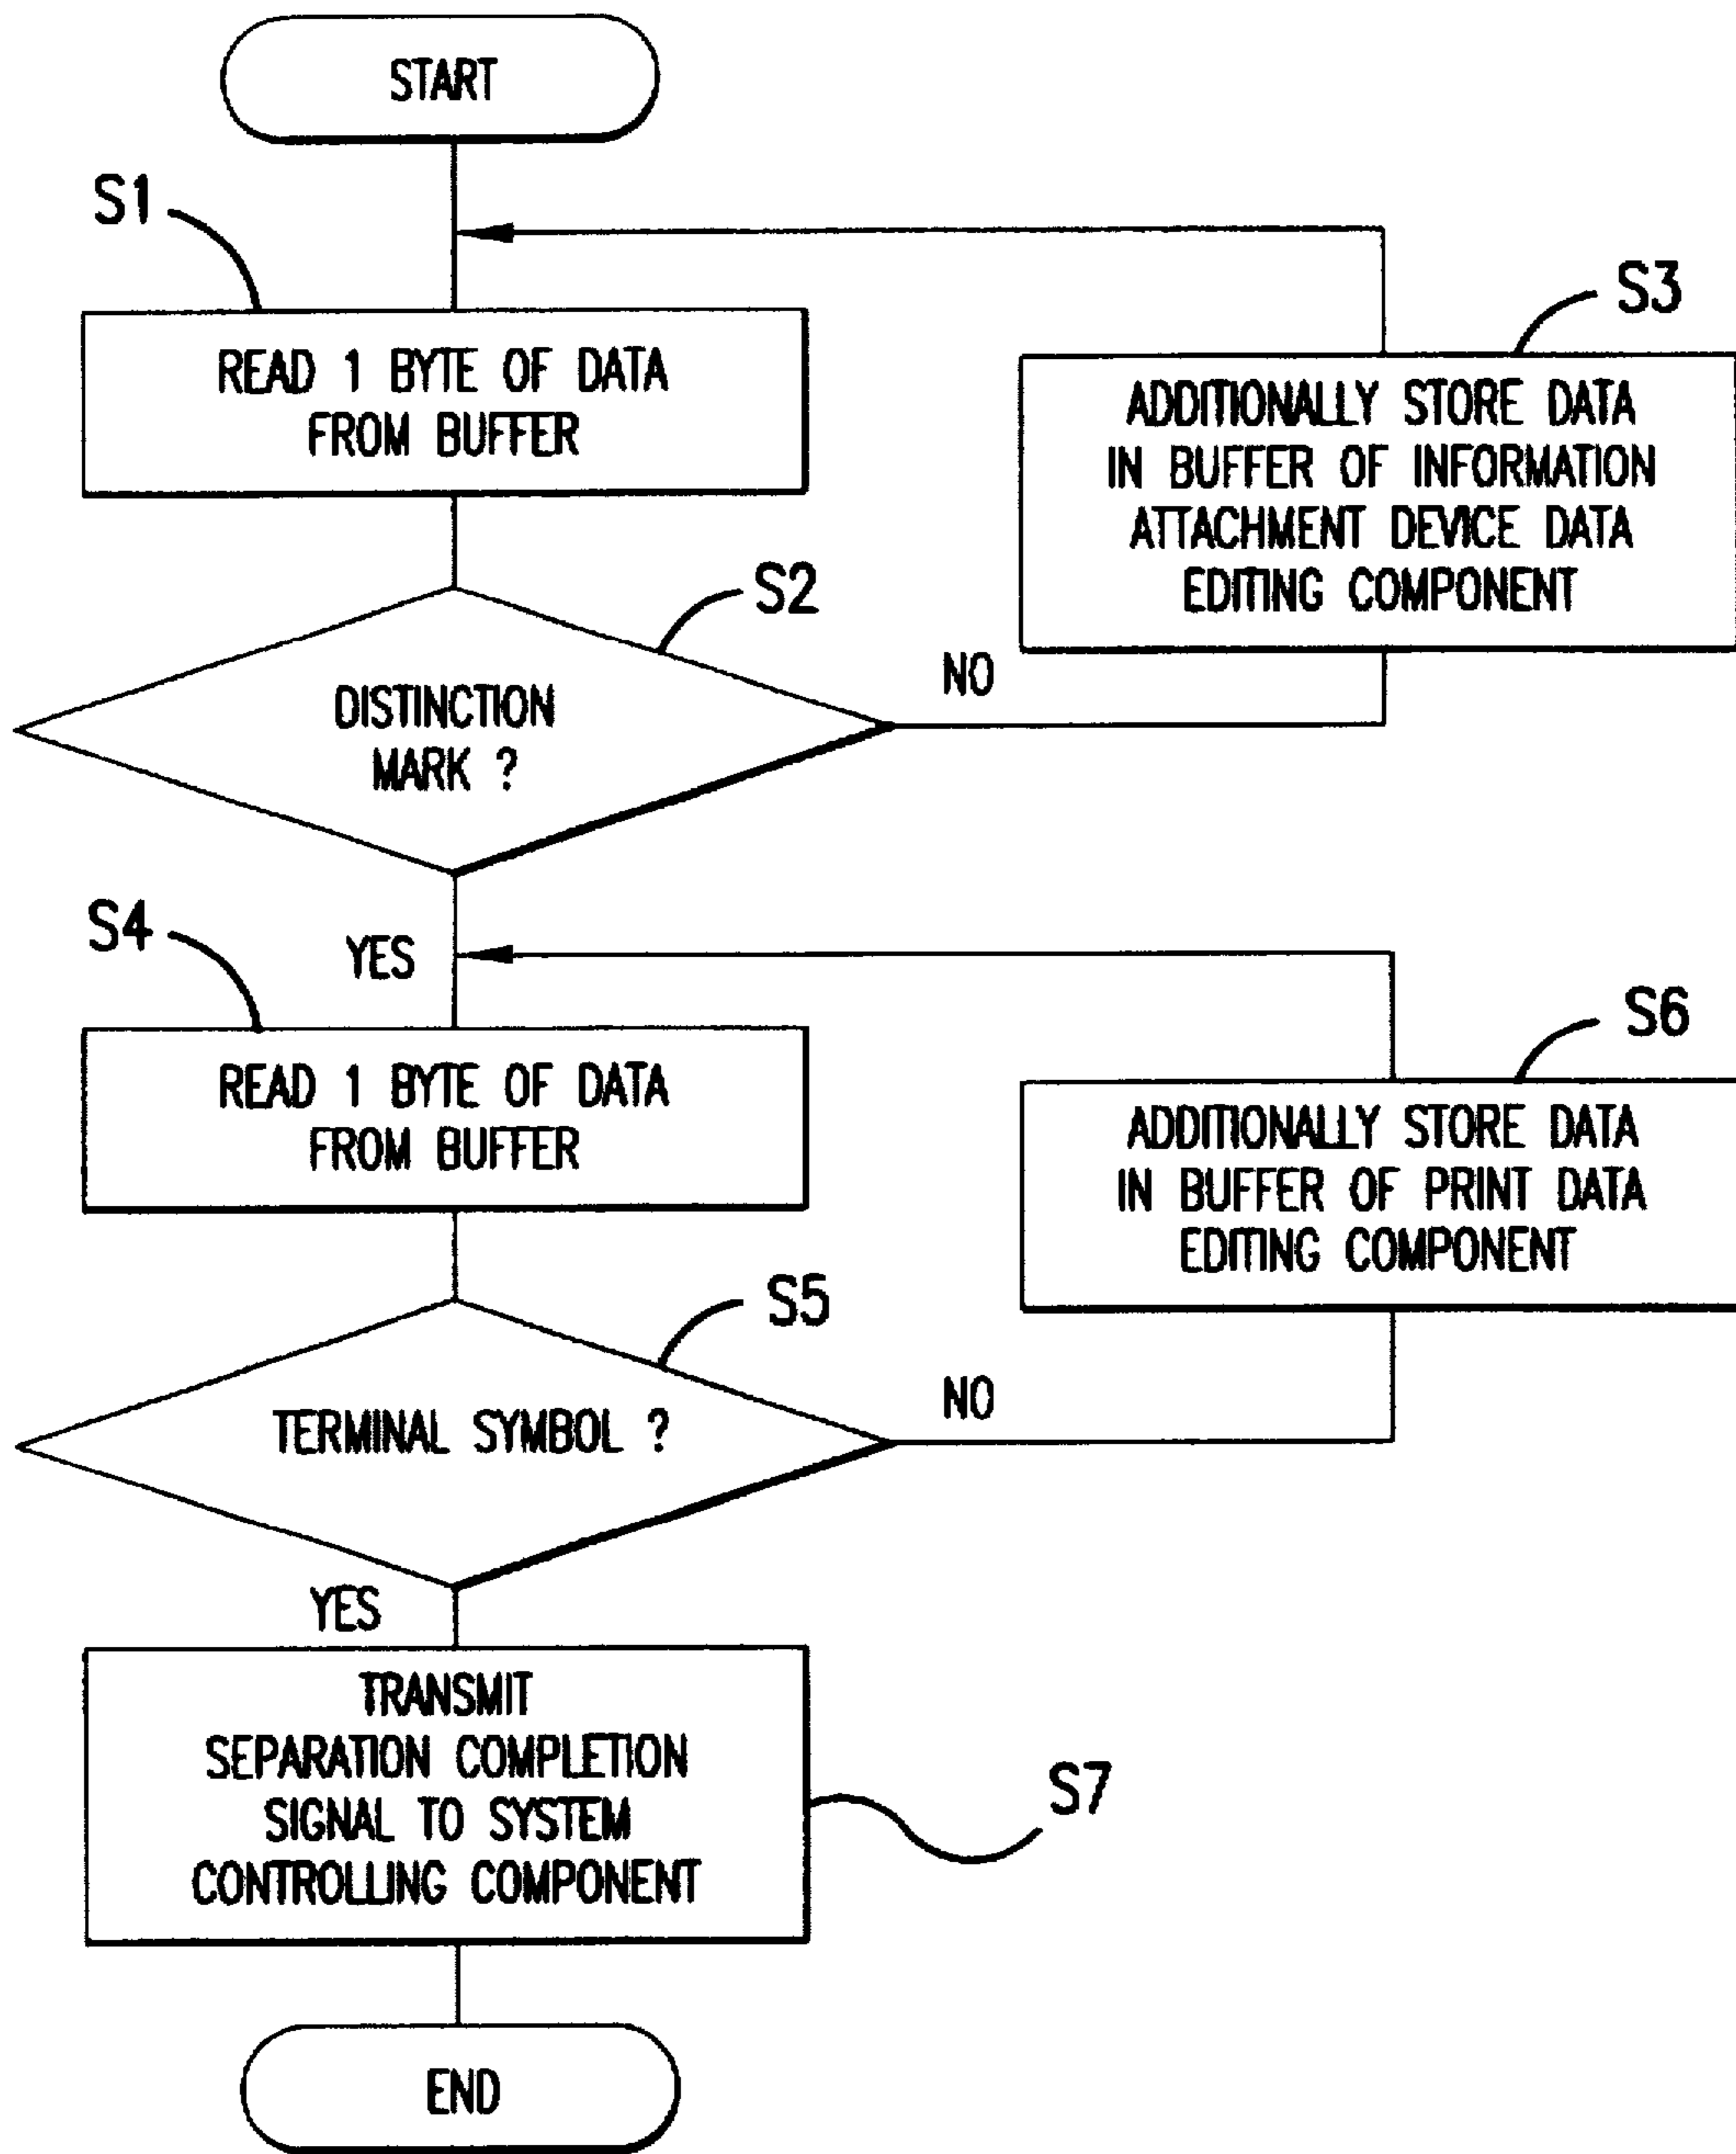 START
S1
READ 1 BYTE OF DATA
FROM BUFFER
S3
ADDITIONALLY STORE DATA
IN BUFFER OF INFORMATION
ATTACHMENT DEVICE DATA
EDITING COMPONENT
S2
DISTINCTION
MARK ?
NO
YES
S4
READ 1 BYTE OF DATA
FROM BUFFER
S6
ADDITIONALLY STORE DATA
IN BUFFER OF PRINT DATA
EDITING COMPONENT
S5
TERMINAL SYMBOL ?
NO
YES
TRANSMIT
SEPARATION COMPLETION
SIGNAL TO SYSTEM
CONTROLLING COMPONENT
S7
END